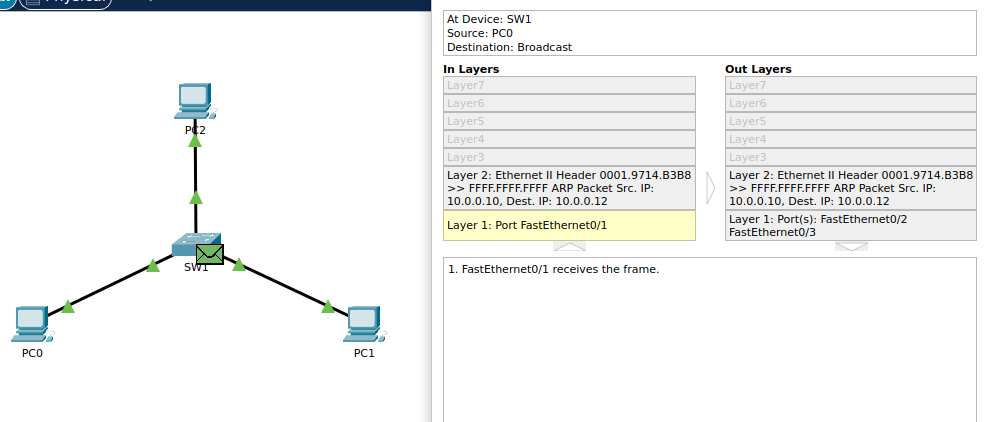 Physical
PC2
SW1
PC0
PC1
At Device: SW1
Source: PC0
Destination: Broadcast
In Layers
Layer7
Layer6
Layer5
Layer4
Layer3
Layer 2: Ethernet II Header 0001.9714.B3B8
>> FFFF.FFFF.FFFF ARP Packet Src. IP:
10.0.0.10, Dest. IP: 10.0.0.12
Layer 1: Port FastEthernet0/1
Out Layers
Layer7
Layer6
Layer5
Layer4
Layer3
Layer 2: Ethernet II Header 0001.9714.B3B8
>> FFFF.FFFF.FFFF ARP Packet Src. IP:
10.0.0.10, Dest. IP: 10.0.0.12
Layer 1: Port(s): FastEthernet0/2
FastEthernet0/3
1. FastEthernet0/1 receives the frame.